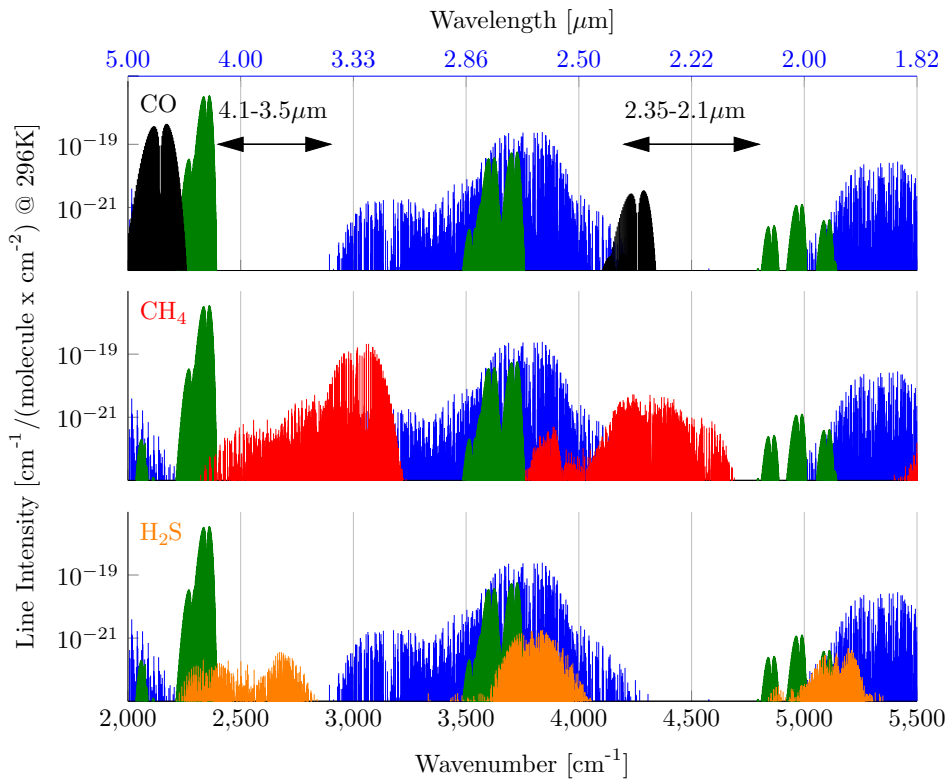 Wavelength [μm]
5.00 4.00 3.33 2.86 2.50 2.22 2.00 1.82
CO
4.1-3.5μm
2.35-2.1μm
10⁻¹⁹
10⁻²¹
CH₄
10⁻¹⁹
10⁻²¹
H₂S
10⁻¹⁹
10⁻²¹
Line Intensity [cm⁻¹/(molecule x cm⁻²) @ 296K]
2,000 2,500 3,000 3,500 4,000 4,500 5,000 5,500
Wavenumber [cm⁻¹]